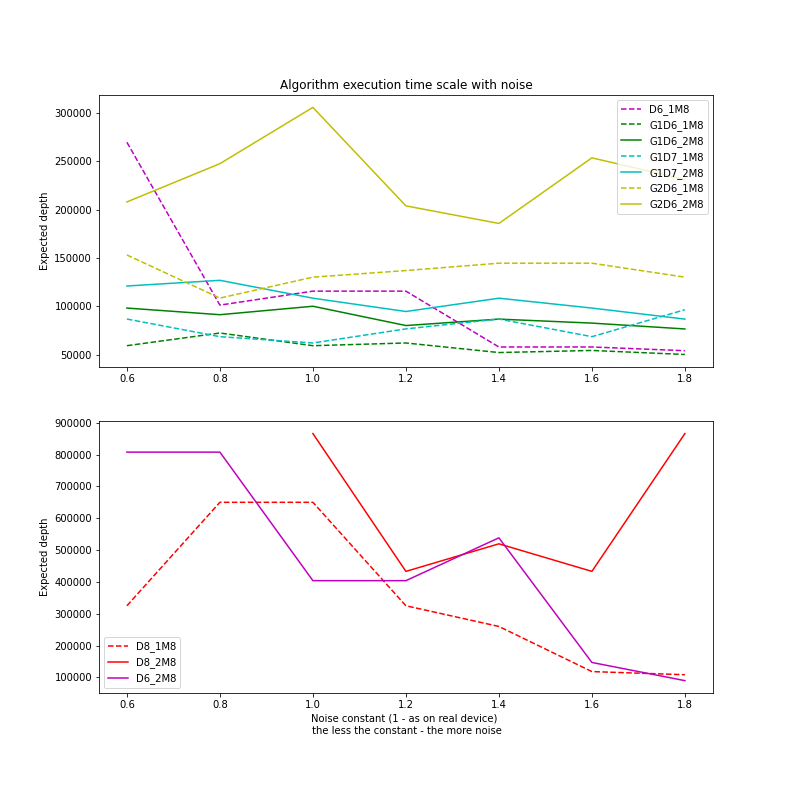 Algorithm execution time scale with noise
Expected depth
300000
250000
200000
150000
100000
50000
0.6 0.8 1.0 1.2 1.4 1.6 1.8
D6_1M8
G1D6_1M8
G1D6_2M8
G1D7_1M8
G1D7_2M8
G2D6_1M8
G2D6_2M8
Expected depth
900000
800000
700000
600000
500000
400000
300000
200000
100000
0.6 0.8 1.0 1.2 1.4 1.6 1.8
D8_1M8
D8_2M8
D6_2M8
Noise constant (1 - as on real device)
the less the constant - the more noise